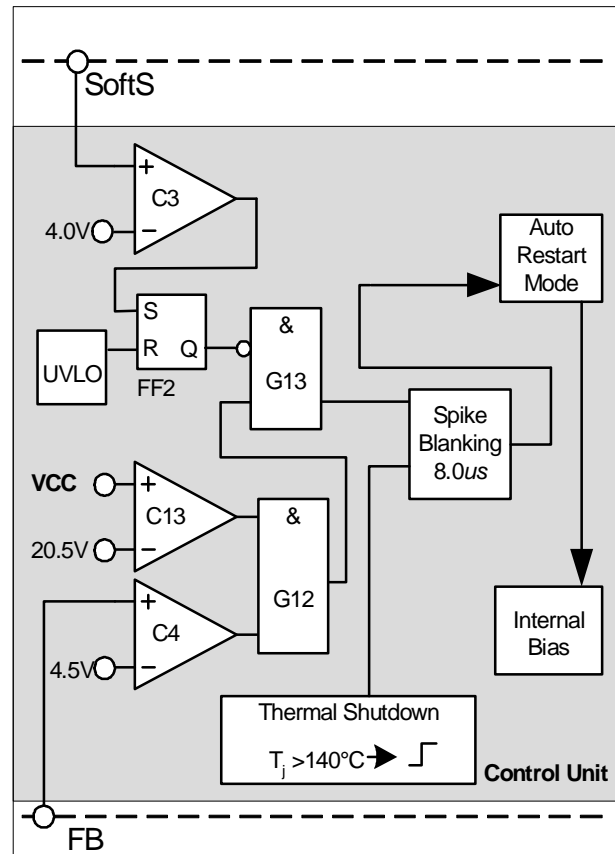 SoftS
+
C3
4.0V
−
Auto
Restart
Mode
S
&
R
Q
UVLO
G13
FF2
Spike
Blanking
8.0us
VCC
+
&
C13
20.5V
−
G12
+
C4
4.5V
−
Internal
Bias
Thermal Shutdown
Tj >140°C
Control Unit
FB